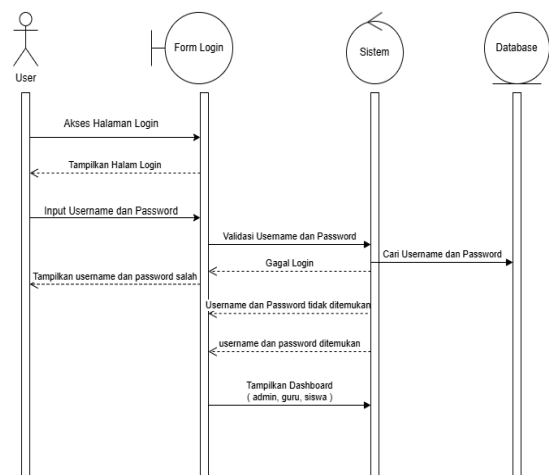 User
Form Login
Sistem
Database
Akses Halaman Login
Tampilkan Halam Login
Input Username dan Password
Validasi Username dan Password
Cari Username dan Password
Gagal Login
Tampilkan username dan password salah
Username dan Password tidak ditemukan
username dan password ditemukan
Tampilkan Dashboard
( admin, guru, siswa )